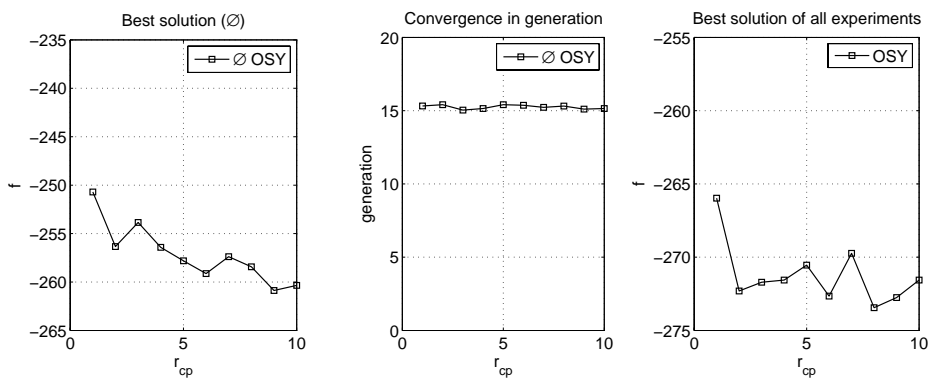 Best solution (∅)
−235
−240
−245
−250
−255
−260
−265
f
0
5
10
r_cp
∅ OSY
Convergence in generation
20
15
10
5
0
generation
0
5
10
r_cp
∅ OSY
Best solution of all experiments
−255
−260
−265
−270
−275
f
0
5
10
r_cp
OSY